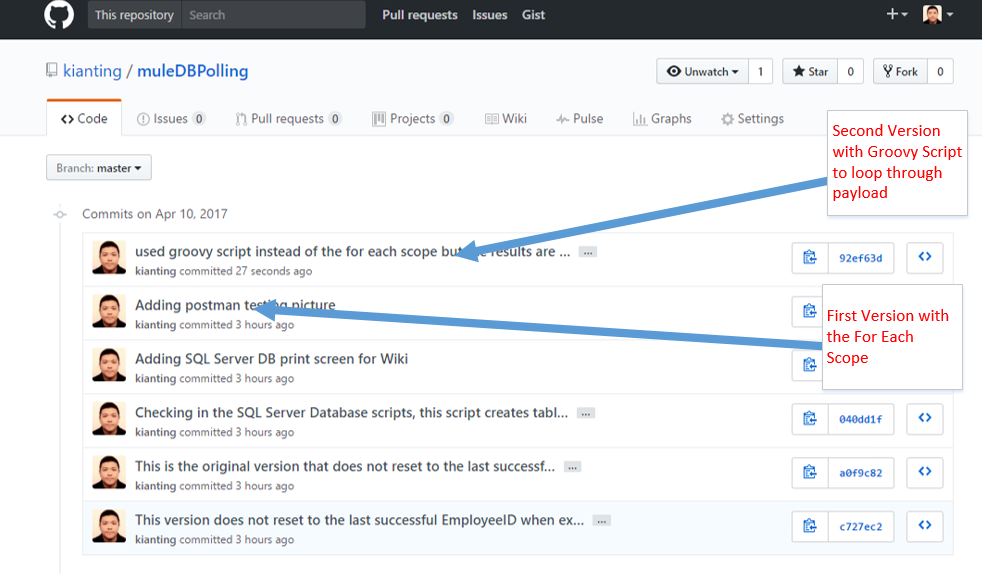 This repository Search Pull requests Issues Gist
kianting / muleDBPolling
Unwatch 1 Star 0 Fork 0
Code Issues 0 Pull requests 0 Projects 0 Wiki Pulse Graphs Settings
Second Version
with Groovy Script
to loop through
payload
Branch: master
Commits on Apr 10, 2017
used groovy script instead of the for each scope but results are ... ...
92ef63d
kianting committed 27 seconds ago
Adding postman testing picture
kianting committed 3 hours ago
First Version with
the For Each
Scope
Adding SQL Server DB print screen for Wiki
kianting committed 3 hours ago
Checking in the SQL Server Database scripts, this script creates tabl... ...
040dd1f
kianting committed 3 hours ago
This is the original version that does not reset to the last successf... ...
a0f9c82
kianting committed 3 hours ago
This version does not reset to the last successful EmployeeID when ex... ...
c727ec2
kianting committed 3 hours ago